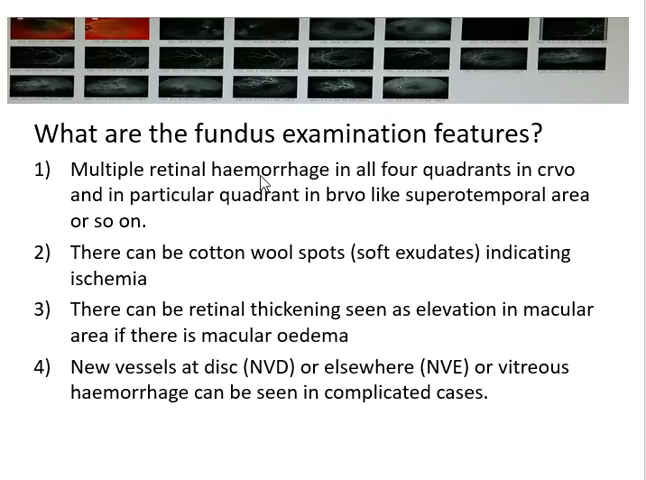 What are the fundus examination features?
1) Multiple retinal haemorrhage in all four quadrants in crvo
and in particular quadrant in brvo like superotemporal area
or so on.
2) There can be cotton wool spots (soft exudates) indicating
ischemia
3) There can be retinal thickening seen as elevation in macular
area if there is macular oedema
4) New vessels at disc (NVD) or elsewhere (NVE) or vitreous
haemorrhage can be seen in complicated cases.